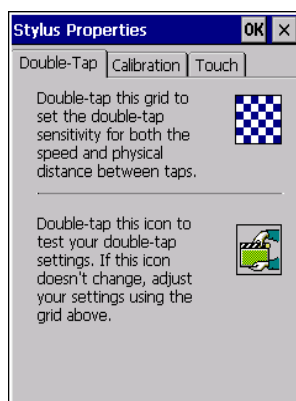 Stylus Properties OK ×
Double-Tap Calibration Touch
Double-tap this grid to
set the double-tap
sensitivity for both the
speed and physical
distance between taps.
Double-tap this icon to
test your double-tap
settings. If this icon
doesn't change, adjust
your settings using the
grid above.